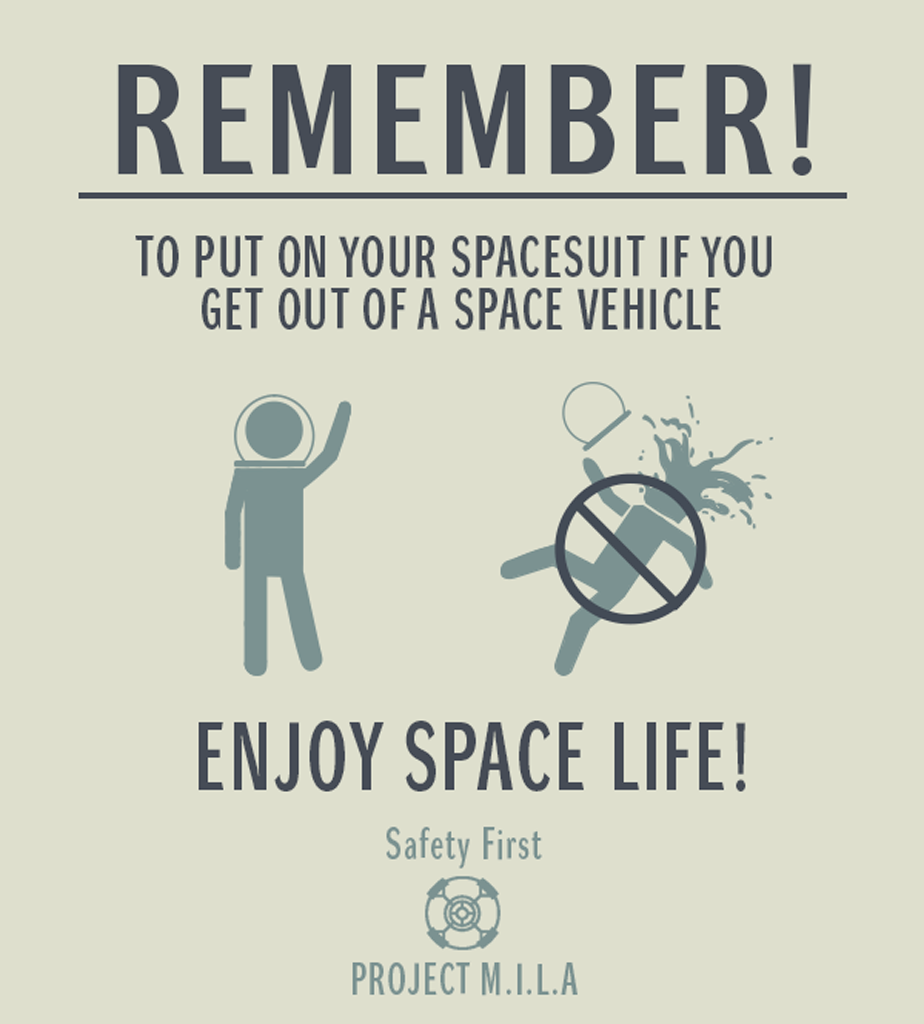 REMEMBER!
TO PUT ON YOUR SPACESUIT IF YOU
GET OUT OF A SPACE VEHICLE
ENJOY SPACE LIFE!
Safety First
PROJECT M.I.L.A